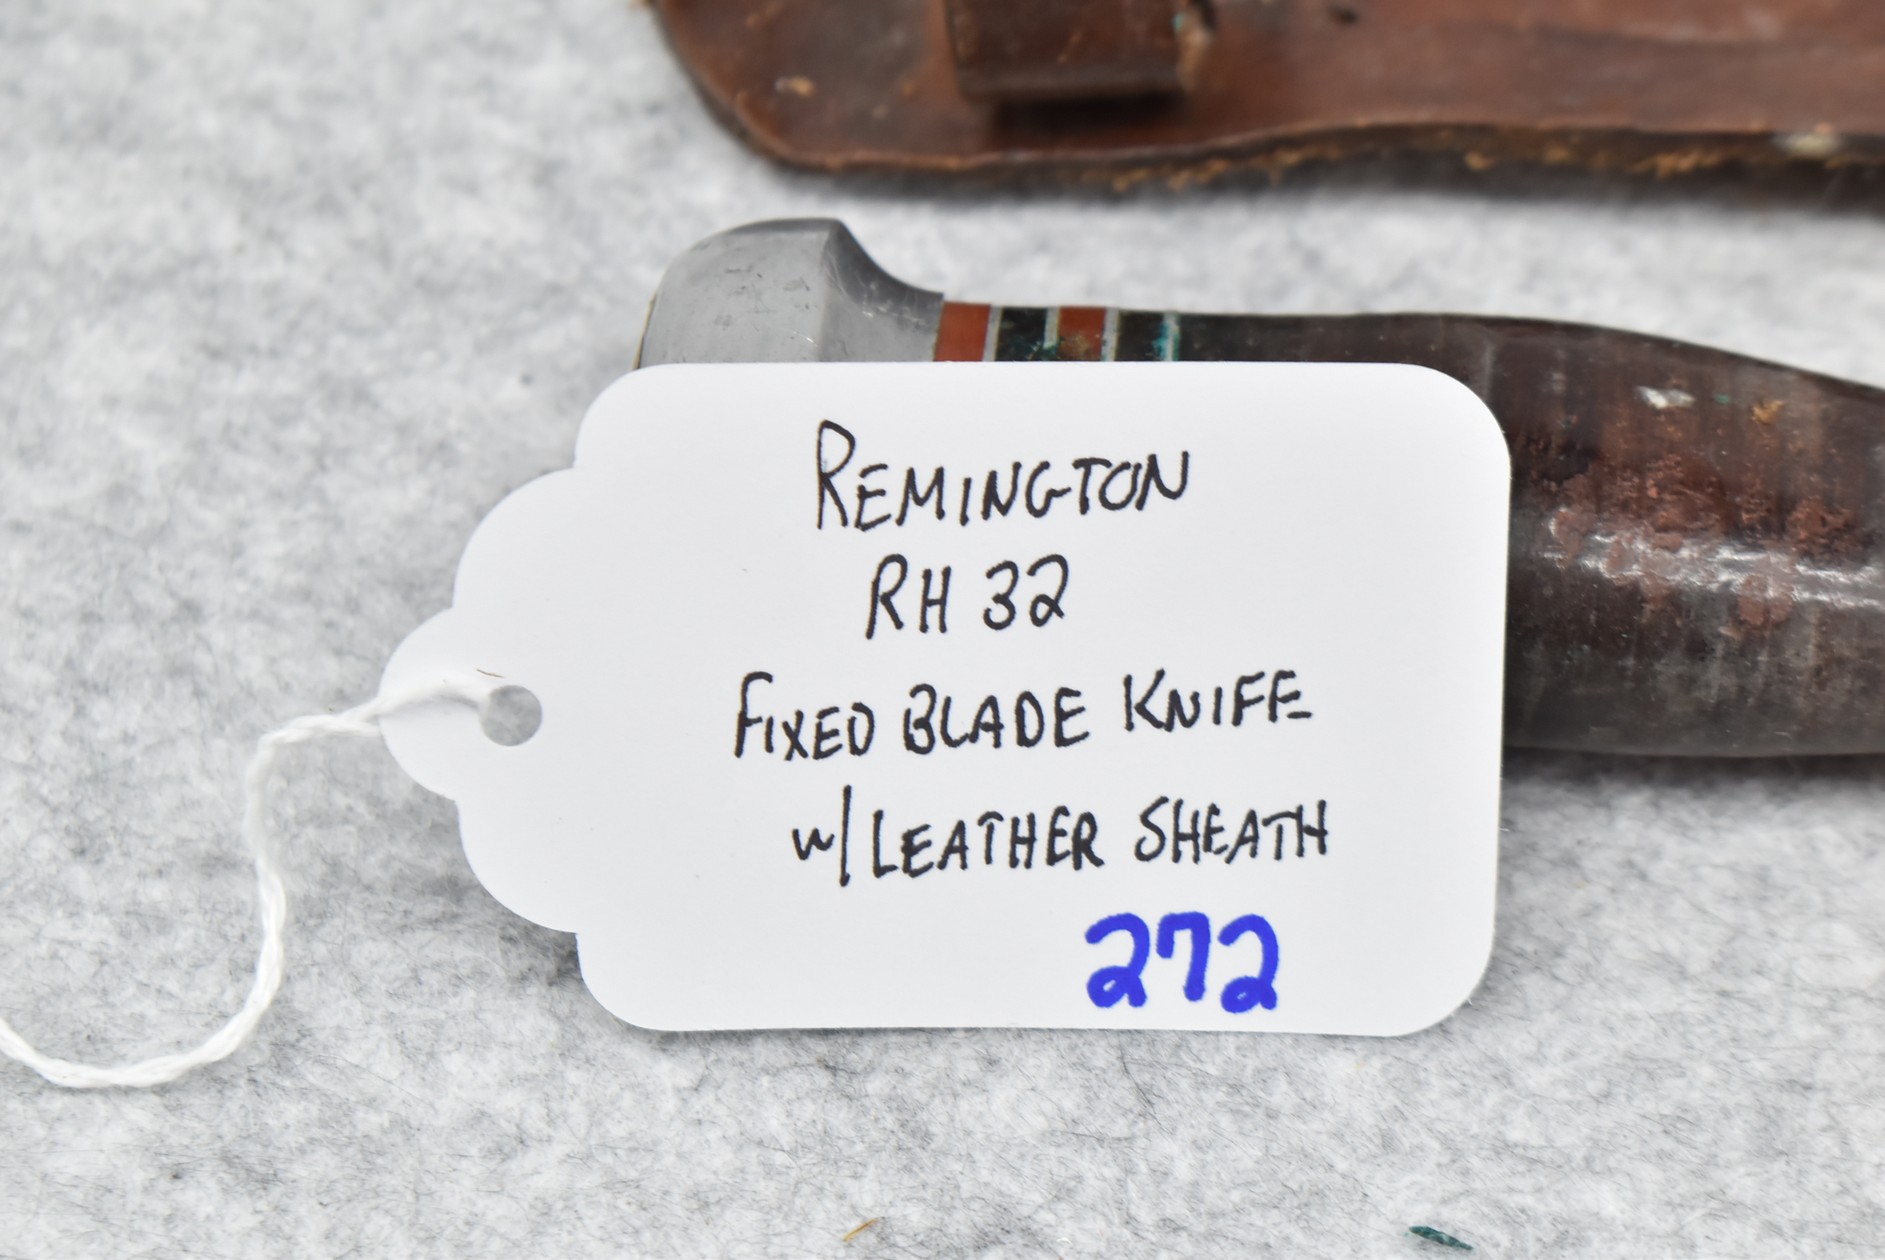 REMINGTON
RH 32
FIXED BLADE KNIFE
w/ LEATHER SHEATH
272